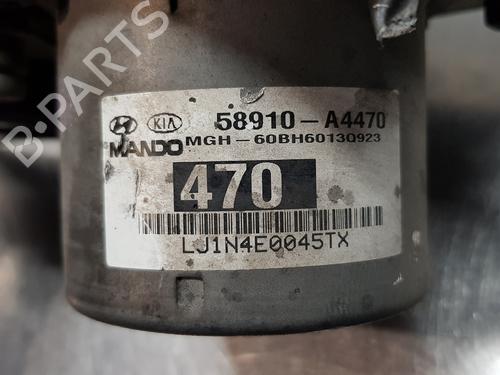 B-PARTS
KIA 58910-A4470
MANDO MGH-60BH60130923
470
LJ1N4E0045TX